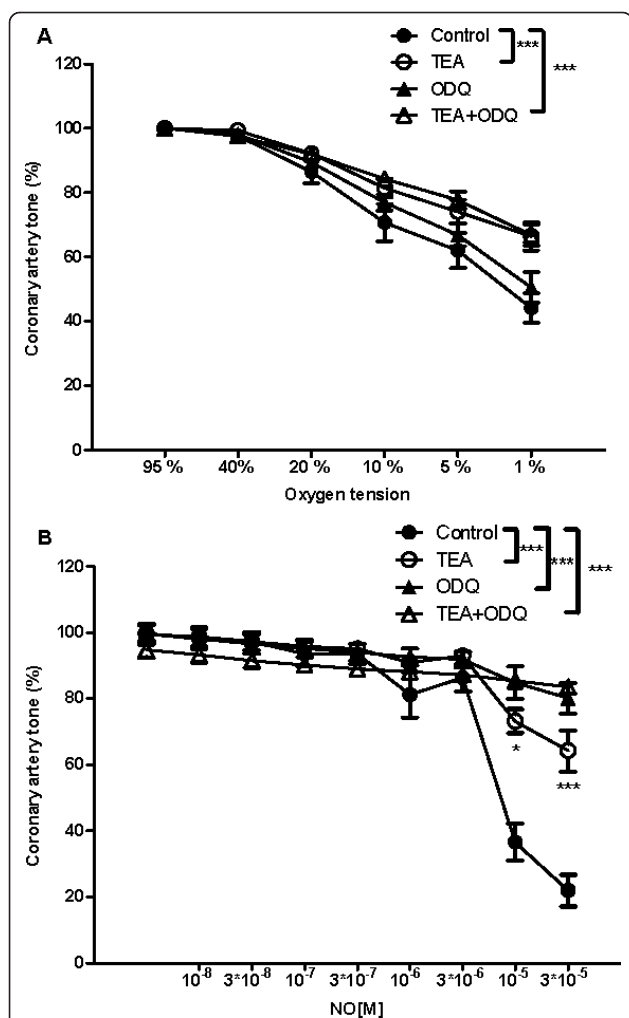 A
Control
TEA
ODQ
TEA+ODQ
***
***
120
100
80
60
40
20
0
Coronary artery tone (%)
95 %
40%
20 %
10 %
5 %
1 %
Oxygen tension
B
Control
TEA
ODQ
TEA+ODQ
***
***
***
120
100
80
60
40
20
0
Coronary artery tone (%)
*
***
10-8
3*10-8
10-7
3*10-7
10-6
3*10-6
10-5
3*10-5
NO[M]